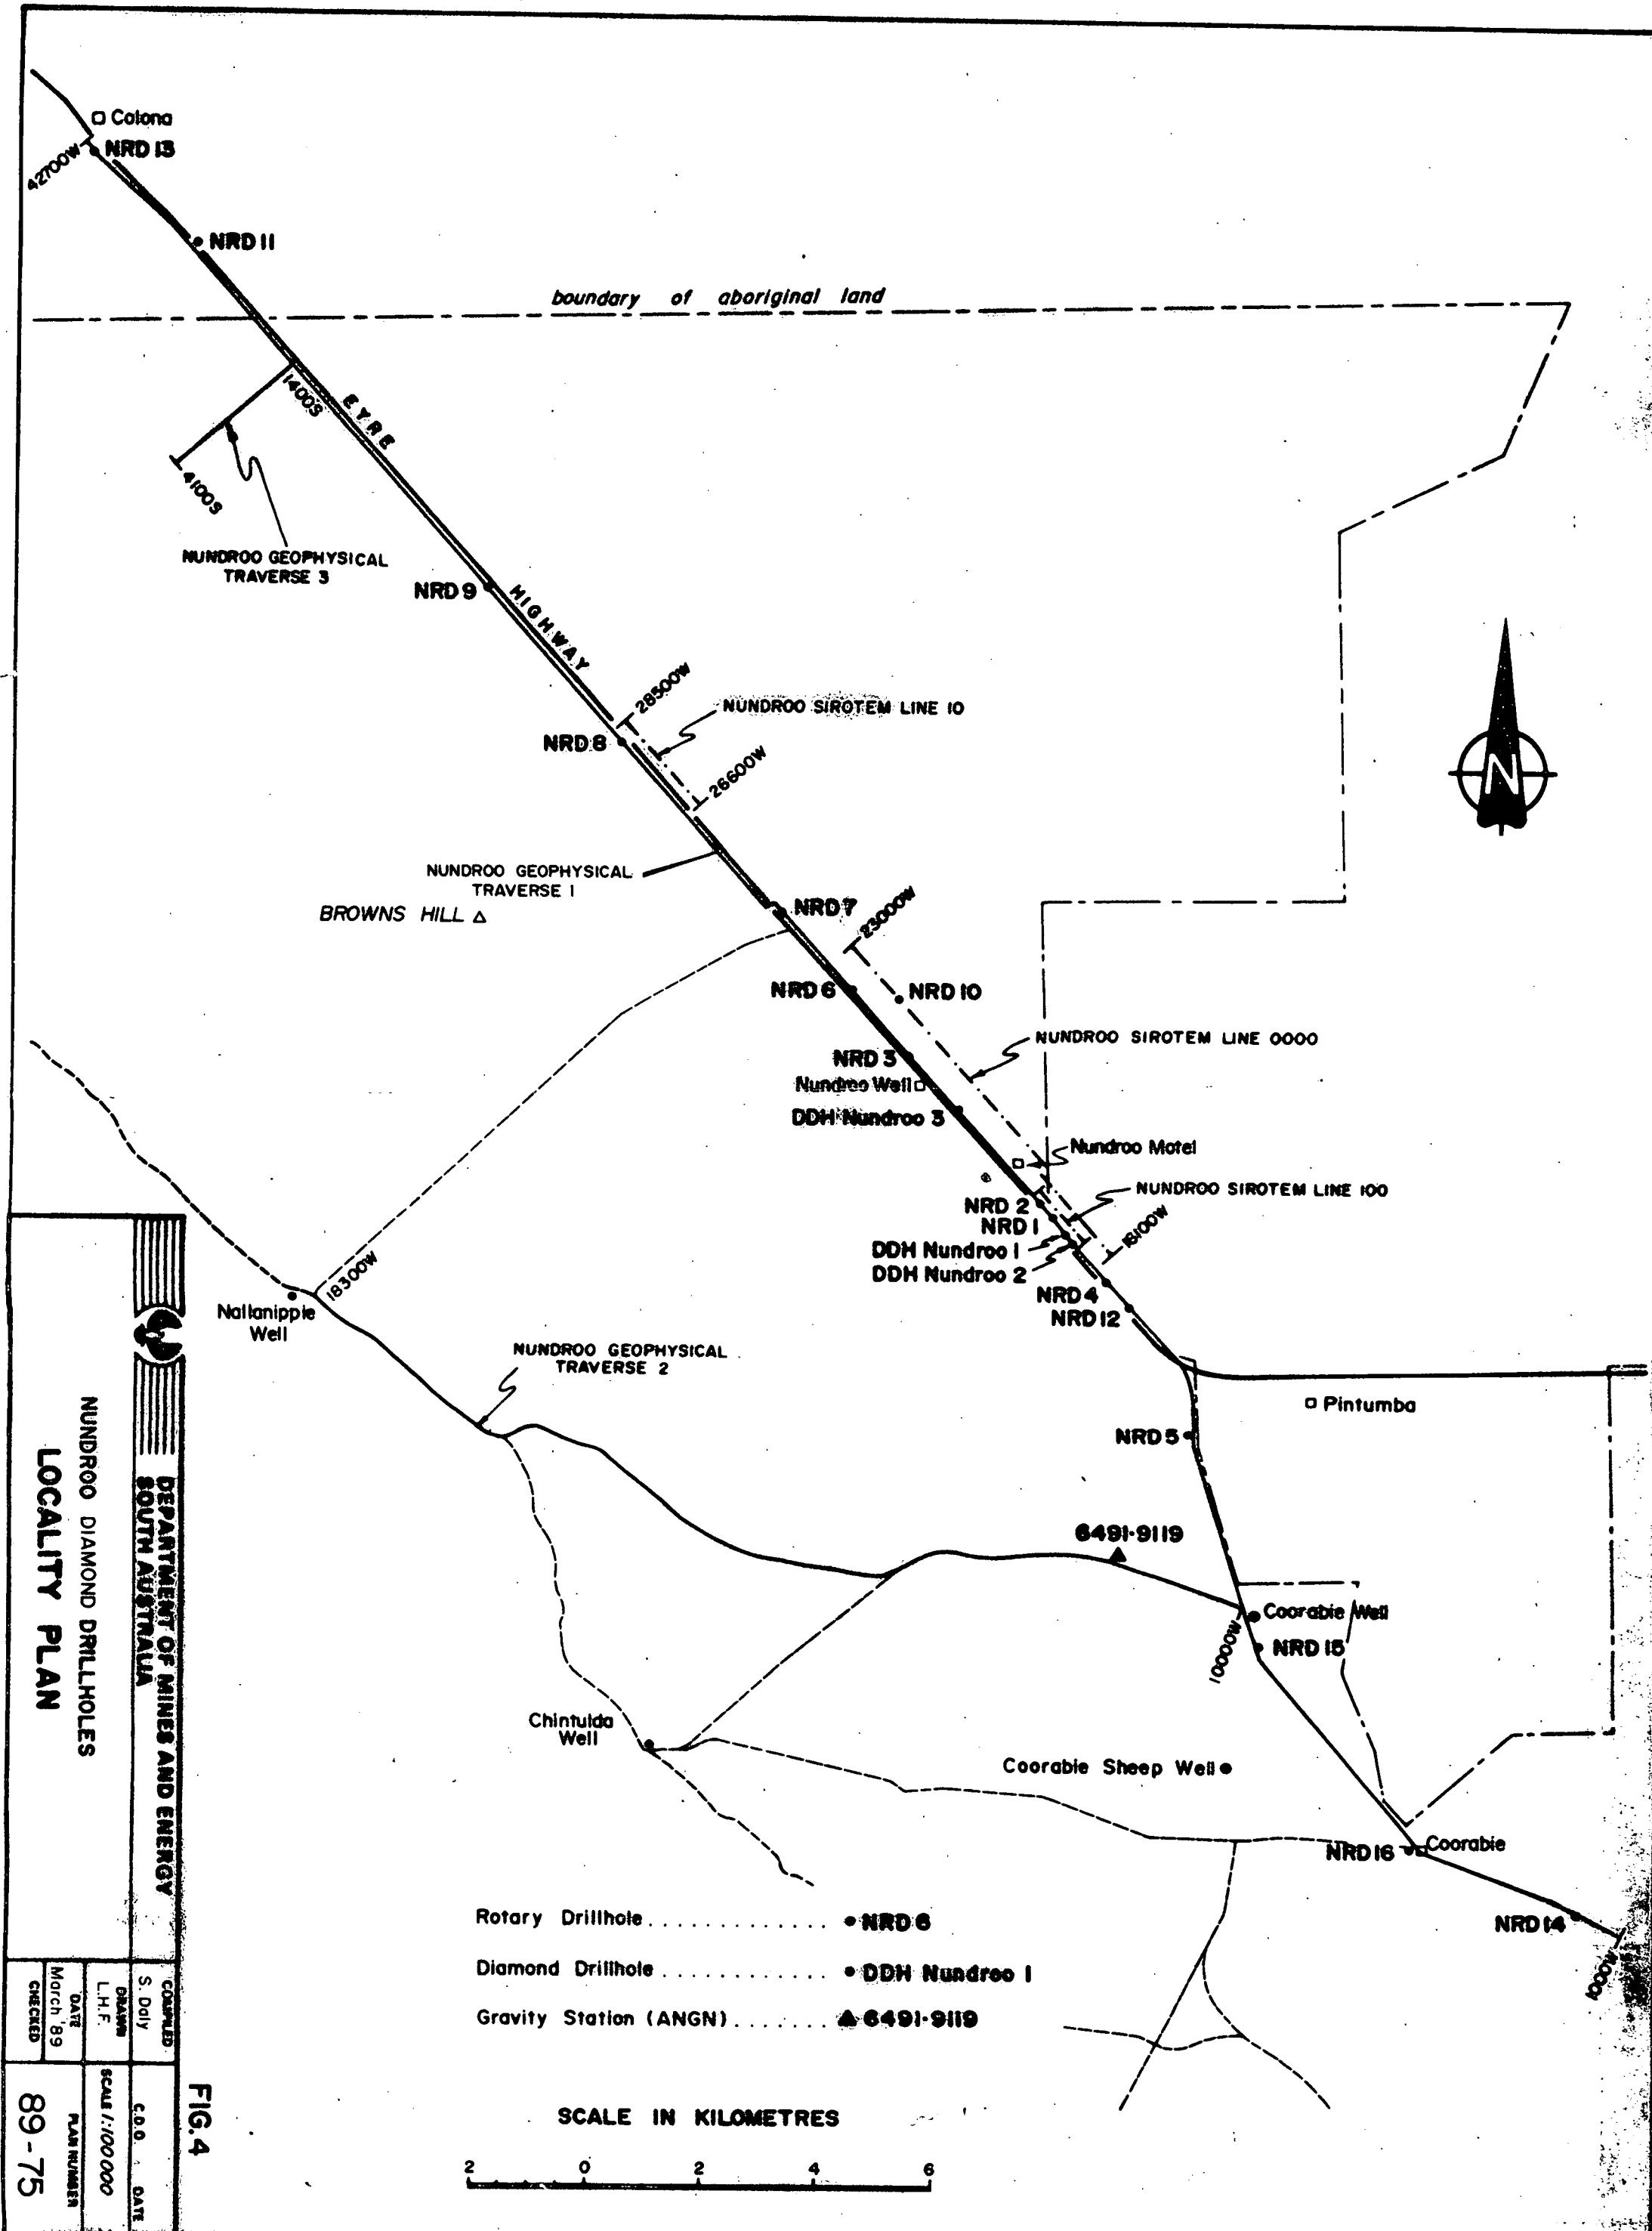 Colona
42700W
NRD 13
NRD 11
boundary of aboriginal land
1400S
EYRE
4100S
NUNDROO GEOPHYSICAL
TRAVERSE 3
NRD 9
HIGHWAY
28500W
NUNDROO SIROTEM LINE 10
NRD 8
26600W
N
NUNDROO GEOPHYSICAL
TRAVERSE 1
BROWNS HILL
NRD 7
23000W
NRD 6
NRD 10
NUNDROO SIROTEM LINE 0000
NRD 3
Nundroo Well
DDH Nundroo 3
Nundroo Motel
NUNDROO SIROTEM LINE 100
NRD 2
NRD 1
18100W
DDH Nundroo 1
DDH Nundroo 2
NRD 4
NRD 12
18300W
Nallanippie
Well
NUNDROO GEOPHYSICAL
TRAVERSE 2
Pintumba
NRD 5
6491-9119
Coorabie Well
10000W
NRD 15
Chintulda
Well
Coorabie Sheep Well
NRD 16
Coorabie
NRD 14
1000W
Rotary Drillhole.............. NRD 6
Diamond Drillhole ............. DDH Nundroo 1
Gravity Station (ANGN)........ 6491-9119
SCALE IN KILOMETRES
2 0 2 4 6
FIG. 4
DEPARTMENT OF MINES AND ENERGY
SOUTH AUSTRALIA
NUNDROO DIAMOND DRILLHOLES
LOCALITY PLAN
COMPILED
S. Daly
DRAWN
L.H.F.
DATE
March '89
CHECKED
C.D.O. DATE
SCALE 1:100000
PLAN NUMBER
89-75